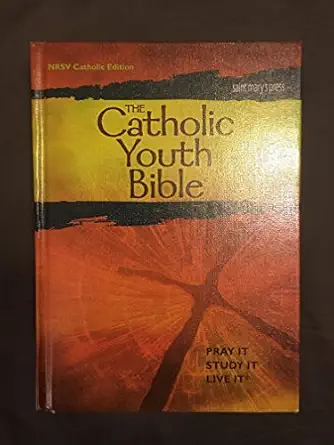 NRSV Catholic Edition
saint mary's press
THE
Catholic
Youth
Bible
PRAY IT
STUDY IT
LIVE IT®